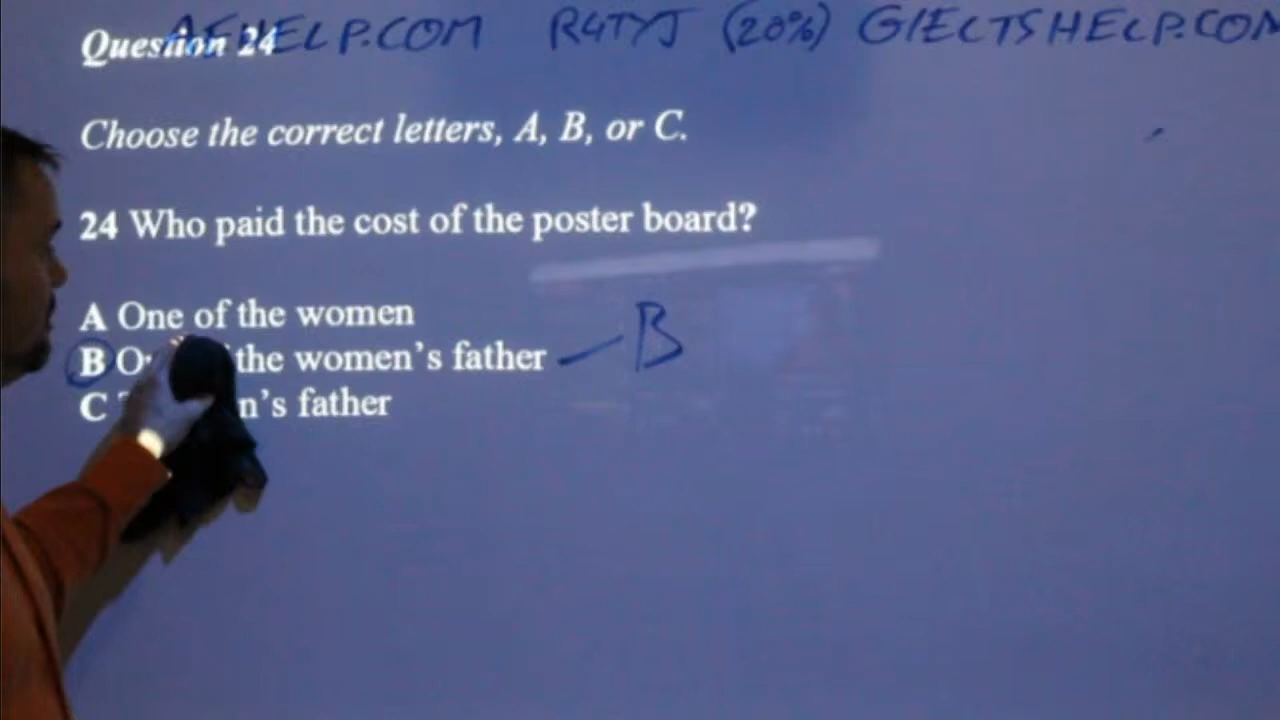 AEHELP.COM R4TYJ (20%) GIELTSHELP.COM
Question 24
Choose the correct letters, A, B, or C.
24 Who paid the cost of the poster board?
A One of the women
B the women's father B
C father